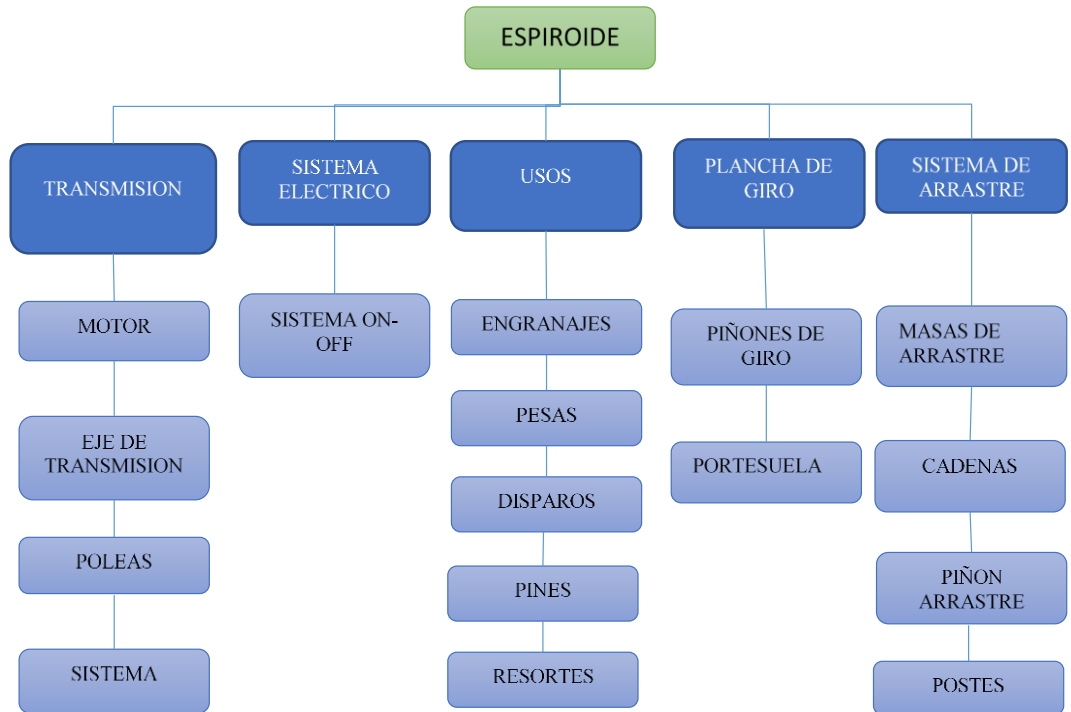 ESPIROIDE
TRANSMISION
SISTEMA
ELECTRICO
USOS
PLANCHA DE
GIRO
SISTEMA DE
ARRASTRE
MOTOR
EJE DE
TRANSMISION
POLEAS
SISTEMA
SISTEMA ON-
OFF
ENGRANAJES
PESAS
DISPAROS
PINES
RESORTES
PIÑONES DE
GIRO
PORTESUELA
MASAS DE
ARRASTRE
CADENAS
PIÑON
ARRASTRE
POSTES